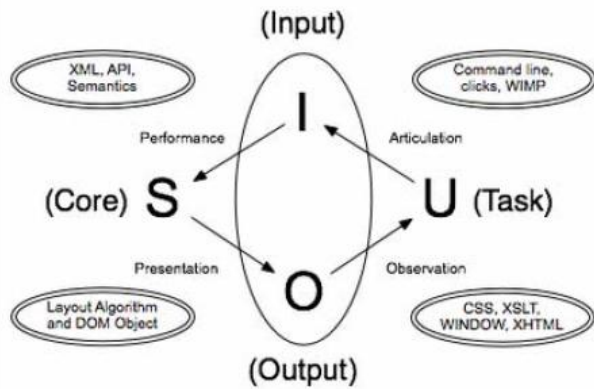 (Input)
XML, API,
Semantics
Command line,
clicks, WIMP
I
Performance
Articulation
(Core) S
U (Task)
Presentation
Observation
O
Layout Algorithm
and DOM Object
CSS, XSLT,
WINDOW, XHTML
(Output)